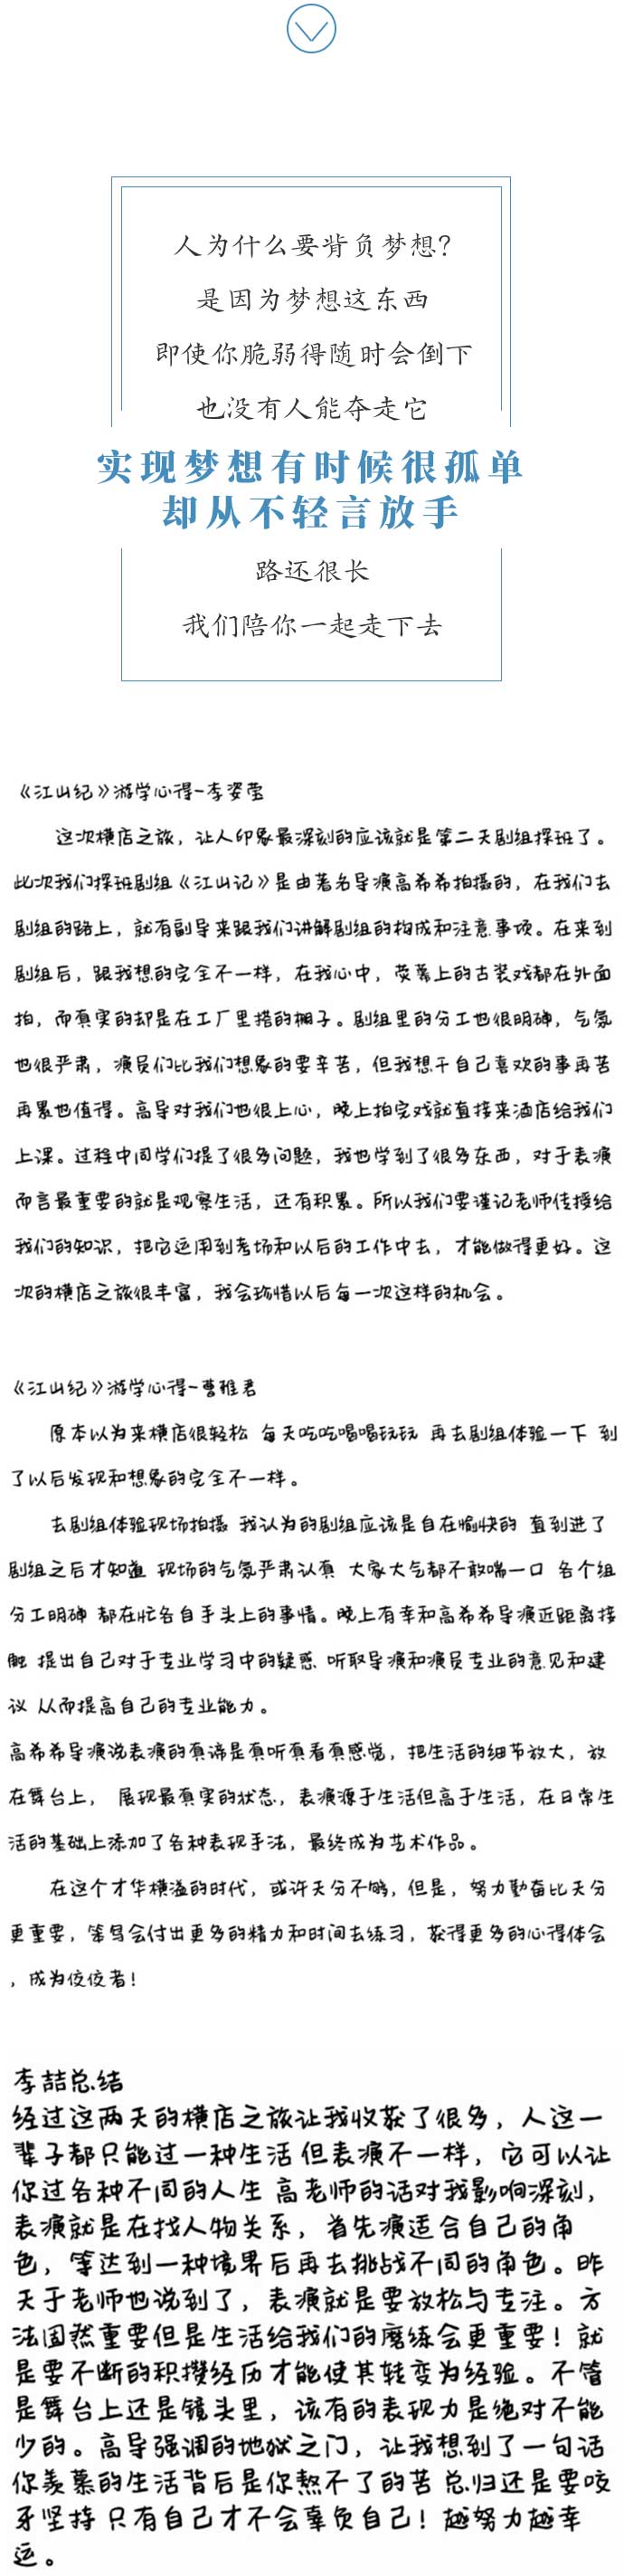 人为什么要背负梦想?
是因为梦想这东西
即使你脆弱得随时会倒下
也没有人能夺走它
实现梦想有时候很孤单
却从不轻言放手
路还很长
我们陪你一起走下去
《江山纪》游学心得-李姿莹
这次横店之旅，让人印象最深刻的应该就是第二天剧组探班了。
此次我们探班剧组《江山记》是由著名导演高希希拍摄的，在我们去
剧组的路上，就有副导来跟我们讲解剧组的构成和注意事项。在来到
剧组后，跟我想的完全不一样，在我心中，荧幕上的古装戏都在外面
拍，而真实的却是在工厂里搭的棚子。剧组里的分工也很明确，气氛
也很严肃，演员们比我们想象的要辛苦，但我想干自己喜欢的事再苦
再累也值得。高导对我们也很上心，晚上拍完戏就直接来酒店给我们
上课。过程中同学们提了很多问题，我也学到了很多东西，对于表演
而言最重要的就是观察生活，还有积累。所以我们要谨记老师传授给
我们的知识，把它运用到考场和以后的工作中去，才能做得更好。这
次的横店之旅很丰富，我会珍惜以后每一次这样的机会。
《江山纪》游学心得-曹雅君
原本以为来横店很轻松 每天吃吃喝喝玩玩 再去剧组体验一下 到
了以后发现和想象的完全不一样。
去剧组体验现场拍摄 我认为的剧组应该是自在愉快的 直到进了
剧组之后才知道 现场的气氛严肃认真 大家大气都不敢喘一口 各个组
分工明确 都在忙各自手头上的事情。晚上有幸和高希希导演近距离接
触 提出自己对于专业学习中的疑惑 听取导演和演员专业的意见和建
议 从而提高自己的专业能力。
高希希导演说表演的真谛是真听真看真感觉，把生活的细节放大，放
在舞台上， 展现最真实的状态，表演源于生活但高于生活，在日常生
活的基础上添加了各种表现手法，最终成为艺术作品。
在这个才华横溢的时代，或许天分不够，但是，努力勤奋比天分
更重要，笨鸟会付出更多的精力和时间去练习，获得更多的心得体会
，成为佼佼者！
李喆总结
经过这两天的横店之旅让我收获了很多，人这一
辈子都只能过一种生活 但表演不一样，它可以让
你过各种不同的人生 高老师的话对我影响深刻，
表演就是在找人物关系，首先演适合自己的角
色，等达到一种境界后再去挑战不同的角色。昨
天于老师也说到了，表演就是要放松与专注。方
法固然重要但是生活给我们的磨练会更重要！就
是要不断的积攒经历才能使其转变为经验。不管
是舞台上还是镜头里，该有的表现力是绝对不能
少的。高导强调的地狱之门，让我想到了一句话
你羡慕的生活背后是你熬不了的苦 总归还是要咬
牙坚持 只有自己才不会辜负自己！越努力越幸
运。